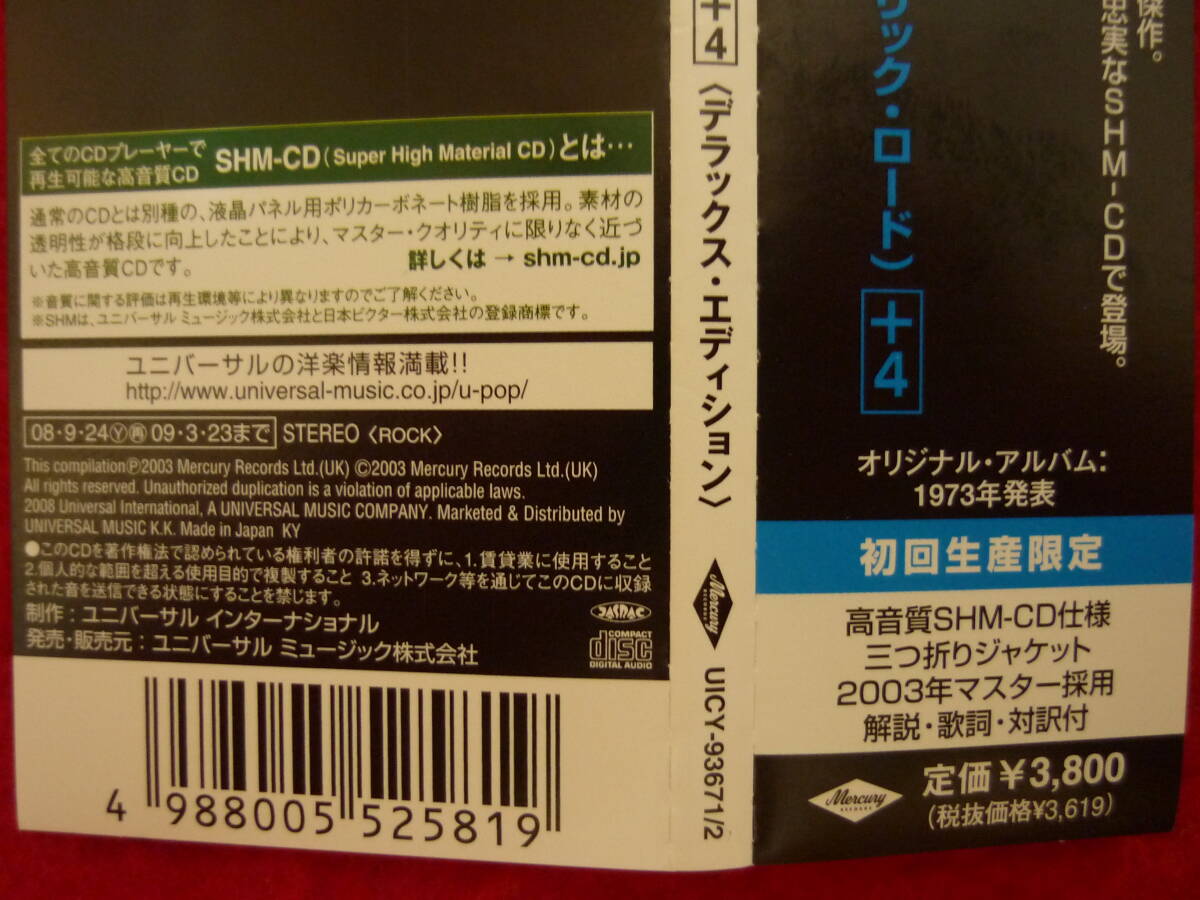 全てのCDプレーヤーで
再生可能な高音質CD
SHM-CD(Super High Material CD)とは…
通常のCDとは別種の、液晶パネル用ポリカーボネート樹脂を採用。素材の
透明性が格段に向上したことにより、マスター・クオリティに限りなく近づ
いた高音質CDです。
詳しくは → shm-cd.jp
※音質に関する評価は再生環境等により異なりますのでご了解ください。
※SHMは、ユニバーサル ミュージック株式会社と日本ビクター株式会社の登録商標です。
ユニバーサルの洋楽情報満載!!
http://www.universal-music.co.jp/u-pop/
08・9・24Ⓨ㊢09・3・23まで STEREO 〈ROCK〉
This compilationⓅ2003 Mercury Records Ltd.(UK) ©2003 Mercury Records Ltd.(UK)
All rights reserved. Unauthorized duplication is a violation of applicable laws.
2008 Universal International, A UNIVERSAL MUSIC COMPANY. Marketed & Distributed by
UNIVERSAL MUSIC K.K. Made in Japan KY
●このCDを著作権法で認められている権利者の許諾を得ずに、1.賃貸業に使用すること
2.個人的な範囲を超える使用目的で複製すること 3.ネットワーク等を通じてこのCDに収録
された音を送信できる状態にすることを禁じます。
制作：ユニバーサル インターナショナル
発売・販売元：ユニバーサル ミュージック株式会社
JASRAC
COMPACT
disc
DIGITAL AUDIO
4 988005 525819
+4 〈デラックス・エディション〉
Mercury
RECORDS
UICY-93671/2
傑作。
忠実なSHM-CDで登場。
リック・ロード) +4
オリジナル・アルバム：
1973年発表
初回生産限定
高音質SHM-CD仕様
三つ折りジャケット
2003年マスター採用
解説・歌詞・対訳付
Mercury
RECORDS
定価￥3,800
(税抜価格¥3,619)